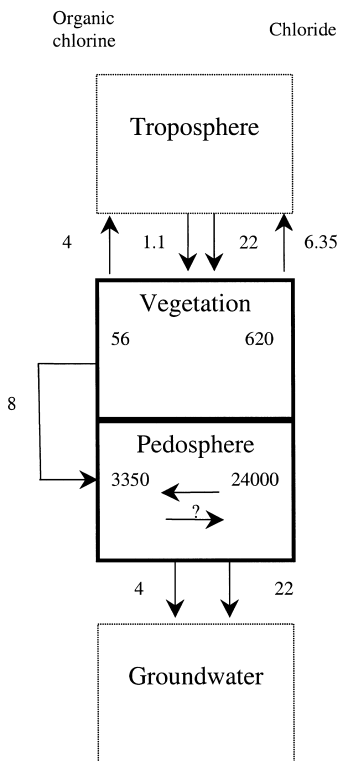 Organic
chlorine
Chloride
Troposphere
4 1.1 22 6.35
Vegetation
56 620
8
Pedosphere
3350 24000
?
4 22
Groundwater